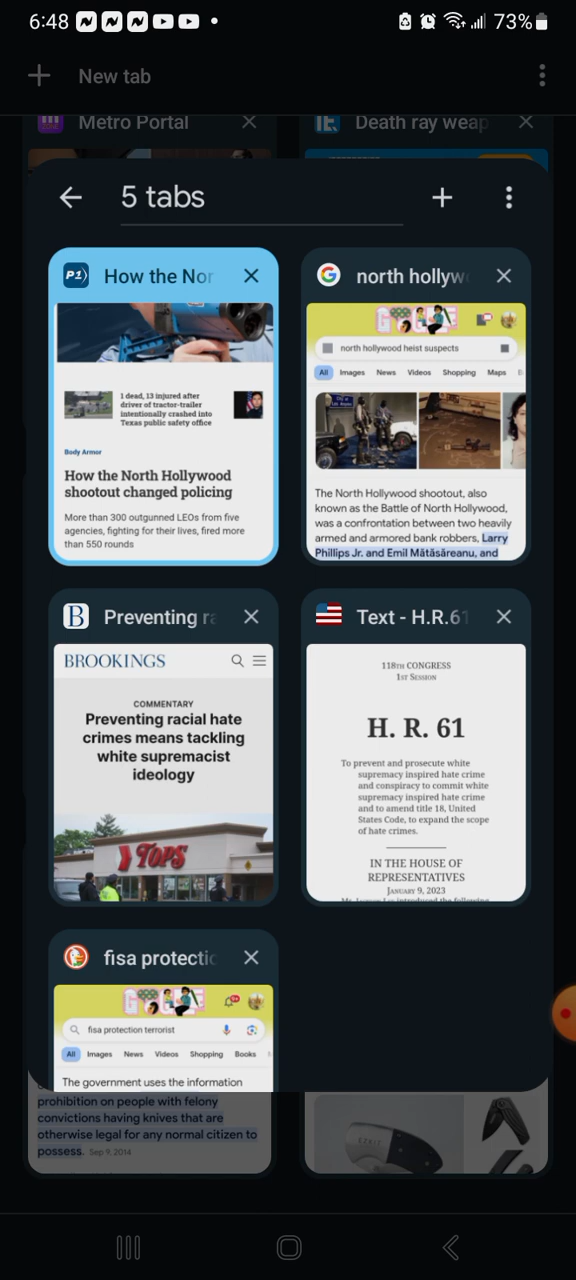 6:48
73%
New tab
Metro Portal
Death ray weap
5 tabs
P1
How the Nor
1 dead, 13 injured after
driver of tractor-trailer
intentionally crashed into
Texas public safety office
Body Armor
How the North Hollywood
shootout changed policing
More than 300 outgunned LEOs from five
agencies, fighting for their lives, fired more
than 550 rounds
north hollyw
north hollywood heist suspects
All Images News Videos Shopping Maps
The North Hollywood shootout, also
known as the Battle of North Hollywood,
was a confrontation between two heavily
armed and armored bank robbers, Larry
Phillips Jr. and Emil Mătăsăreanu, and
B
Preventing ra
BROOKINGS
COMMENTARY
Preventing racial hate
crimes means tackling
white supremacist
ideology
TOPS
Text - H.R.61
118TH CONGRESS
1ST SESSION
H. R. 61
To prevent and prosecute white
supremacy inspired hate crime
and conspiracy to commit white
supremacy inspired hate crime
and to amend title 18, United
States Code, to expand the scope
of hate crimes.
IN THE HOUSE OF
REPRESENTATIVES
JANUARY 9, 2023
fisa protectio
fisa protection terrorist
All Images News Videos Shopping Books
The government uses the information
prohibition on people with felony
convictions having knives that are
otherwise legal for any normal citizen to
possess. Sep 9, 2014